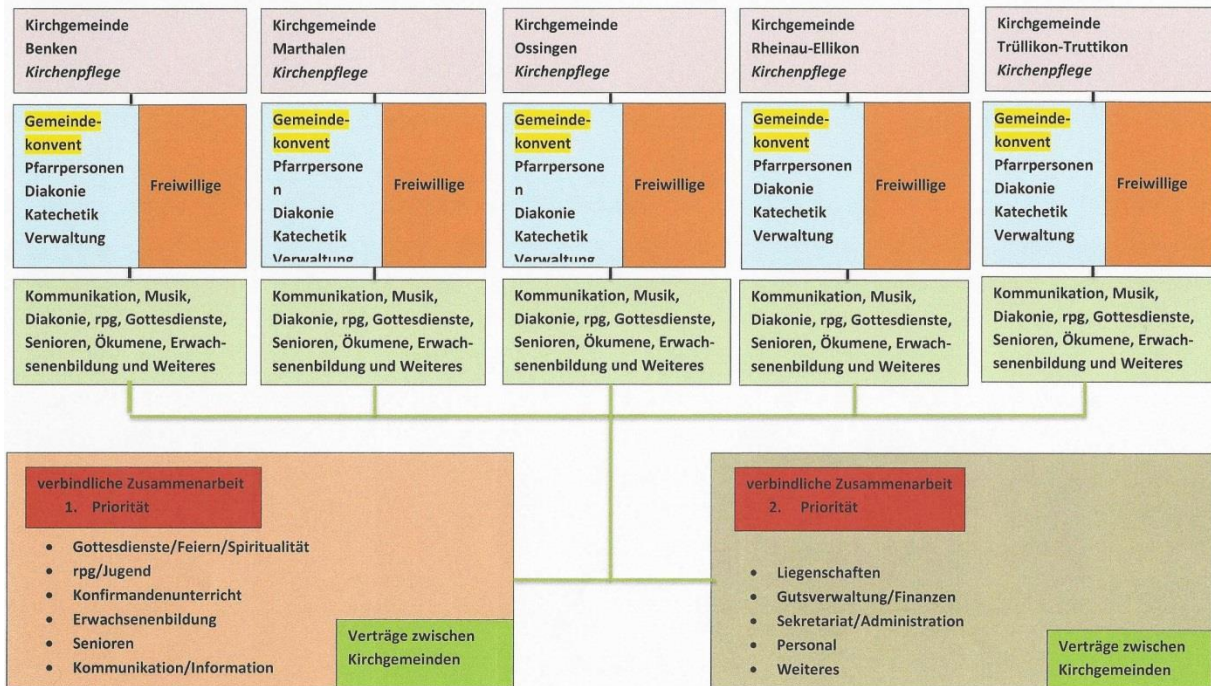 Kirchgemeinde
Benken
Kirchenpflege
Kirchgemeinde
Marthalen
Kirchenpflege
Kirchgemeinde
Ossingen
Kirchenpflege
Kirchgemeinde
Rheinau-Ellikon
Kirchenpflege
Kirchgemeinde
Trüllikon-Truttikon
Kirchenpflege
Gemeinde-
konvent
Pfarrpersonen
Diakonie
Katechetik
Verwaltung
Freiwillige
Gemeinde-
konvent
Pfarrpersone
n
Diakonie
Katechetik
Verwaltung
Freiwillige
Gemeinde-
konvent
Pfarrpersone
n
Diakonie
Katechetik
Verwaltung
Freiwillige
Gemeinde-
konvent
Pfarrpersonen
Diakonie
Katechetik
Verwaltung
Freiwillige
Gemeinde-
konvent
Pfarrpersonen
Diakonie
Katechetik
Verwaltung
Freiwillige
Kommunikation, Musik,
Diakonie, rpg, Gottesdienste,
Senioren, Ökumene, Erwach-
senenbildung und Weiteres
Kommunikation, Musik,
Diakonie, rpg, Gottesdienste,
Senioren, Ökumene, Erwach-
senenbildung und Weiteres
Kommunikation, Musik,
Diakonie, rpg, Gottesdienste,
Senioren, Ökumene, Erwach-
senenbildung und Weiteres
Kommunikation, Musik,
Diakonie, rpg, Gottesdienste,
Senioren, Ökumene, Erwach-
senenbildung und Weiteres
Kommunikation, Musik,
Diakonie, rpg, Gottesdienste,
Senioren, Ökumene, Erwach-
senenbildung und Weiteres
verbindliche Zusammenarbeit
1. Priorität
• Gottesdienste/Feiern/Spiritualität
• rpg/Jugend
• Konfirmandenunterricht
• Erwachsenenbildung
• Senioren
• Kommunikation/Information
Verträge zwischen
Kirchgemeinden
verbindliche Zusammenarbeit
2. Priorität
• Liegenschaften
• Gutsverwaltung/Finanzen
• Sekretariat/Administration
• Personal
• Weiteres
Verträge zwischen
Kirchgemeinden